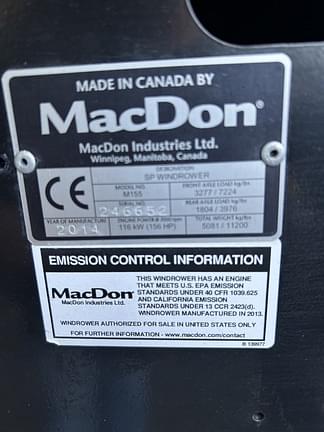 MADE IN CANADA BY
MacDon®
MacDon Industries Ltd.
Winnipeg, Manitoba, Canada
CE
DESIGNATION
SP WINDROWER
MODEL NO.
M155
FRONT AXLE LOAD kg/lbs
3277 / 7224
SERIAL NO.
246652
REAR AXLE LOAD kg/lbs
1804 / 3976
YEAR OF MANUFACTURE
2014
ENGINE POWER @ 2200 rpm
116 kW (156 HP)
TOTAL WEIGHT kg/lbs
5081 / 11200
EMISSION CONTROL INFORMATION
MacDon
MacDon Industries Ltd.
THIS WINDROWER HAS AN ENGINE
THAT MEETS U.S. EPA EMISSION
STANDARDS UNDER 40 CFR 1039.625
AND CALIFORNIA EMISSION
STANDARDS UNDER 13 CCR 2423(d).
WINDROWER MANUFACTURED IN 2013.
WINDROWER AUTHORIZED FOR SALE IN UNITED STATES ONLY
FOR FURTHER INFORMATION - www.macdon.com/contact